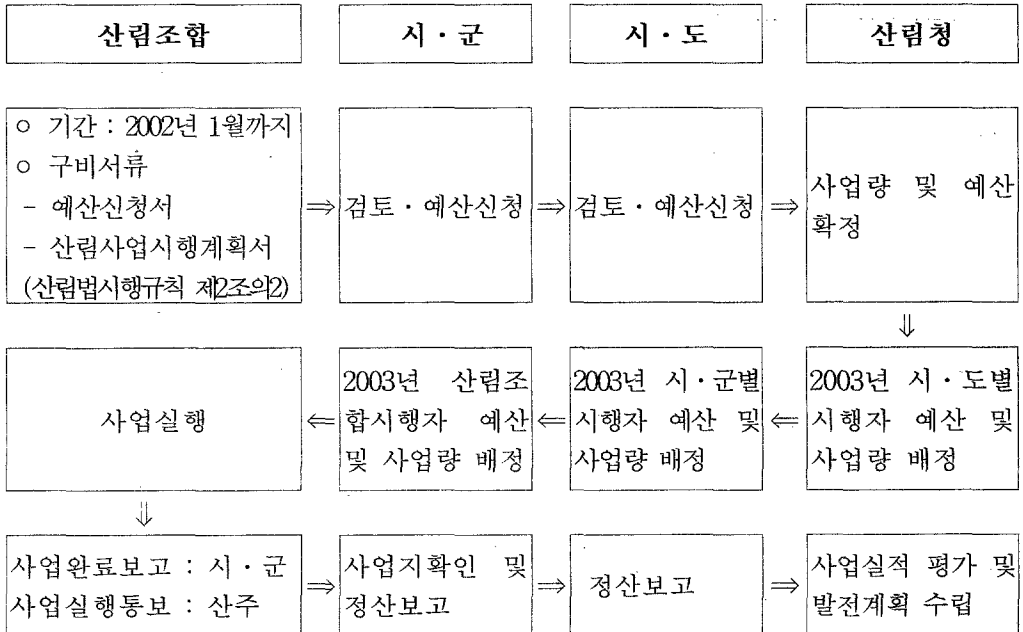 산림조합
시・군
시・도
산림청
○ 기간 : 2002년 1월까지
○ 구비서류
- 예산신청서
- 산림사업시행계획서
(산림법시행규칙 제2조의2)
⇒
검토・예산신청
⇒
검토・예산신청
⇒
사업량 및 예산
확정
⇓
사업실행
⇐
2003년 산림조
합시행자 예산
및 사업량 배정
⇐
2003년 시・군별
시행자 예산 및
사업량 배정
⇐
2003년 시・도별
시행자 예산 및
사업량 배정
⇓
사업완료보고 : 시・군
사업실행통보 : 산주
⇒
사업지확인 및
정산보고
⇒
정산보고
⇒
사업실적 평가 및
발전계획 수립